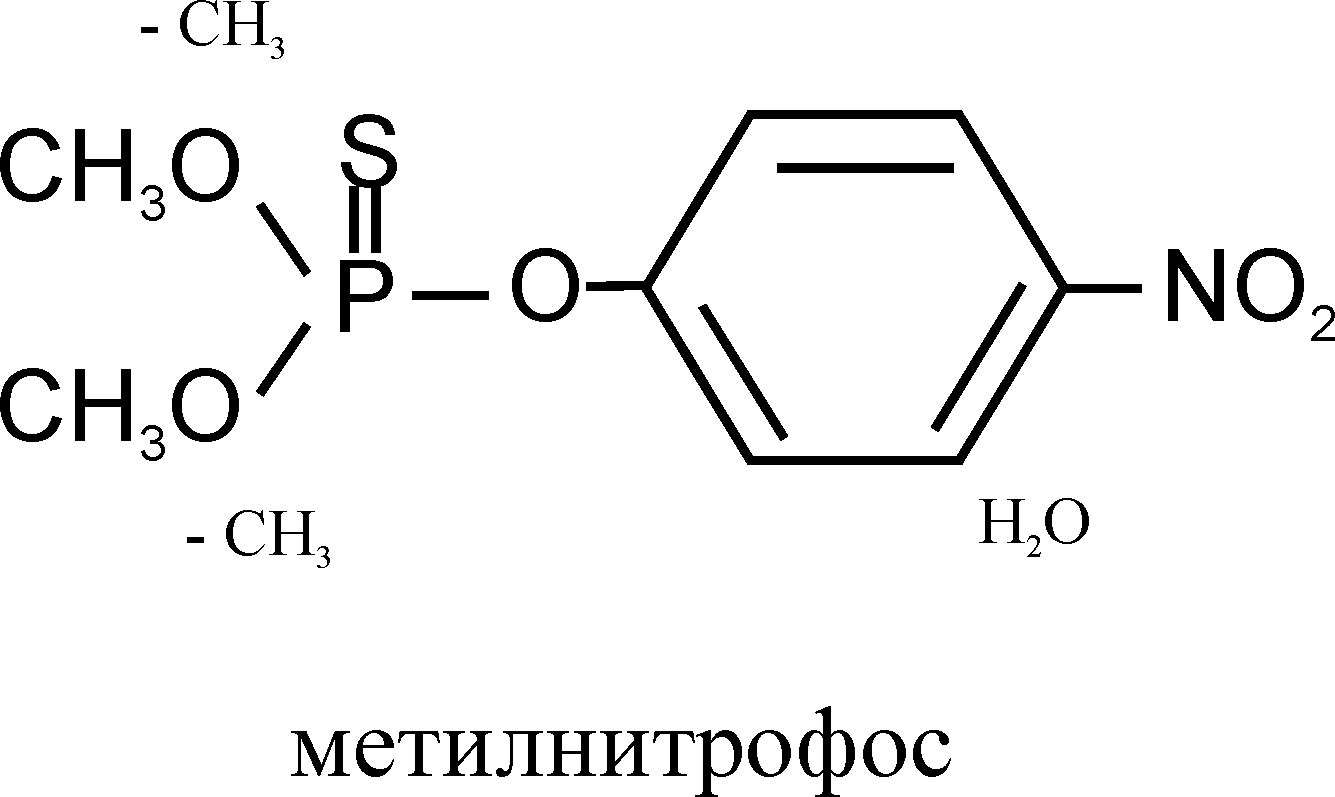 - CH₃
CH₃O S
P O NO₂
CH₃O
- CH₃ H₂O
метилнитрофос